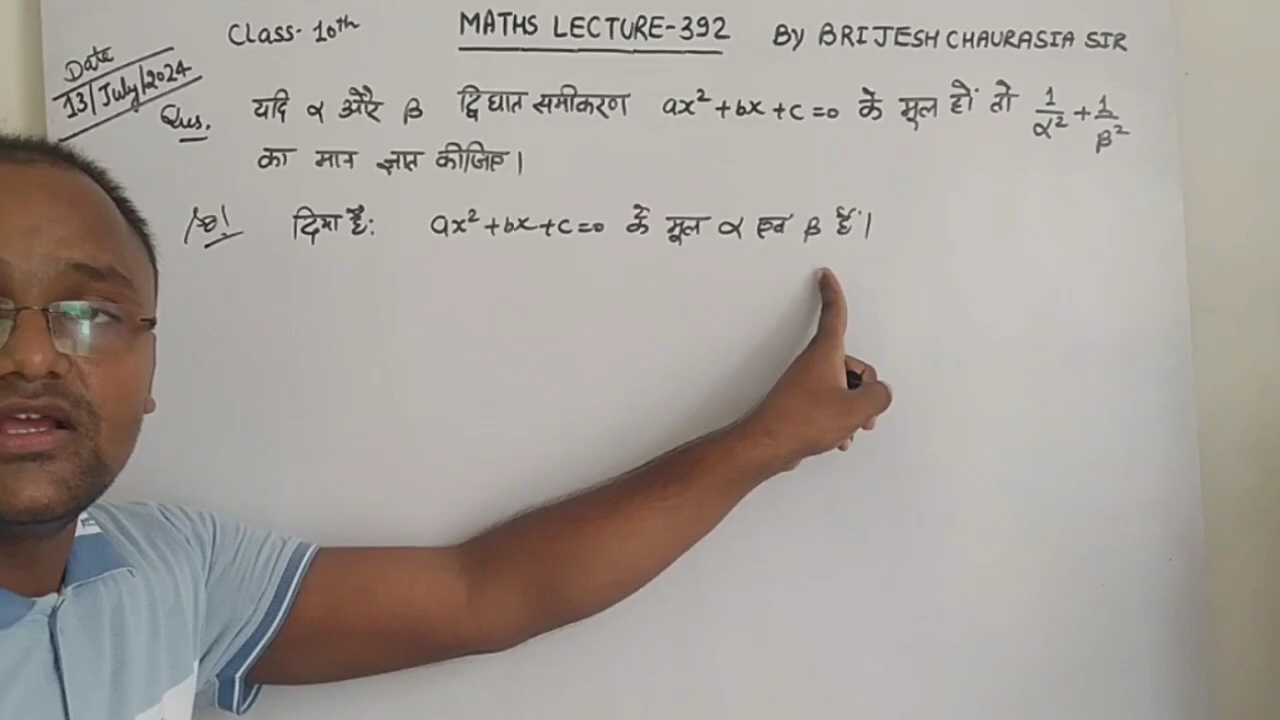 Class- 10th MATHS LECTURE-392 By BRIJESH CHAURASIA SIR
Date
13/July/2024
Qus. यदि α और β द्विघात समीकरण ax²+bx+c=0 के मूल हों तो 1/α² + 1/β²
का मान ज्ञात कीजिए।
दिया है: ax²+bx+c=0 के मूल α एवं β हैं।